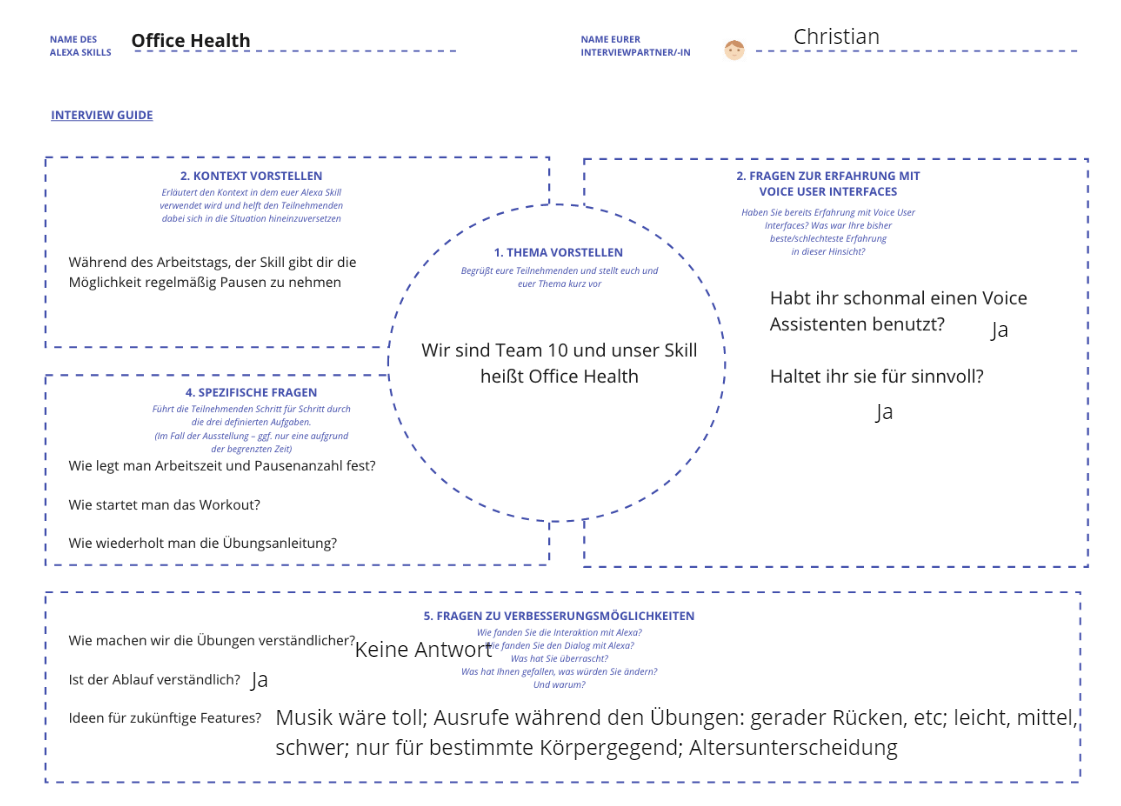 NAME DES
ALEXA SKILLS
Office Health
NAME EURER
INTERVIEWPARTNER/-IN
Christian
INTERVIEW GUIDE
2. KONTEXT VORSTELLEN
Erläutert den Kontext in dem euer Alexa Skill
verwendet wird und helft den Teilnehmenden
dabei sich in die Situation hineinzuversetzen
Während des Arbeitstags, der Skill gibt dir die
Möglichkeit regelmäßig Pausen zu nehmen
1. THEMA VORSTELLEN
Begrüßt eure Teilnehmenden und stellt euch und
euer Thema kurz vor
Wir sind Team 10 und unser Skill
heißt Office Health
2. FRAGEN ZUR ERFAHRUNG MIT
VOICE USER INTERFACES
Haben Sie bereits Erfahrung mit Voice User
Interfaces? Was war Ihre bisher
beste/schlechteste Erfahrung
in dieser Hinsicht?
Habt ihr schonmal einen Voice
Assistenten benutzt?
Ja
Haltet ihr sie für sinnvoll?
Ja
4. SPEZIFISCHE FRAGEN
Führt die Teilnehmenden Schritt für Schritt durch
die drei definierten Aufgaben.
(Im Fall der Ausstellung – ggf. nur eine aufgrund
der begrenzten Zeit)
Wie legt man Arbeitszeit und Pausenanzahl fest?
Wie startet man das Workout?
Wie wiederholt man die Übungsanleitung?
5. FRAGEN ZU VERBESSERUNGSMÖGLICHKEITEN
Wie fanden Sie die Interaktion mit Alexa?
Wie fanden Sie den Dialog mit Alexa?
Was hat Sie überrascht?
Was hat Ihnen gefallen, was würden Sie ändern?
Und warum?
Wie machen wir die Übungen verständlicher?
Keine Antwort
Ist der Ablauf verständlich?
Ja
Ideen für zukünftige Features?
Musik wäre toll; Ausrufe während den Übungen: gerader Rücken, etc; leicht, mittel,
schwer; nur für bestimmte Körpergegend; Altersunterscheidung